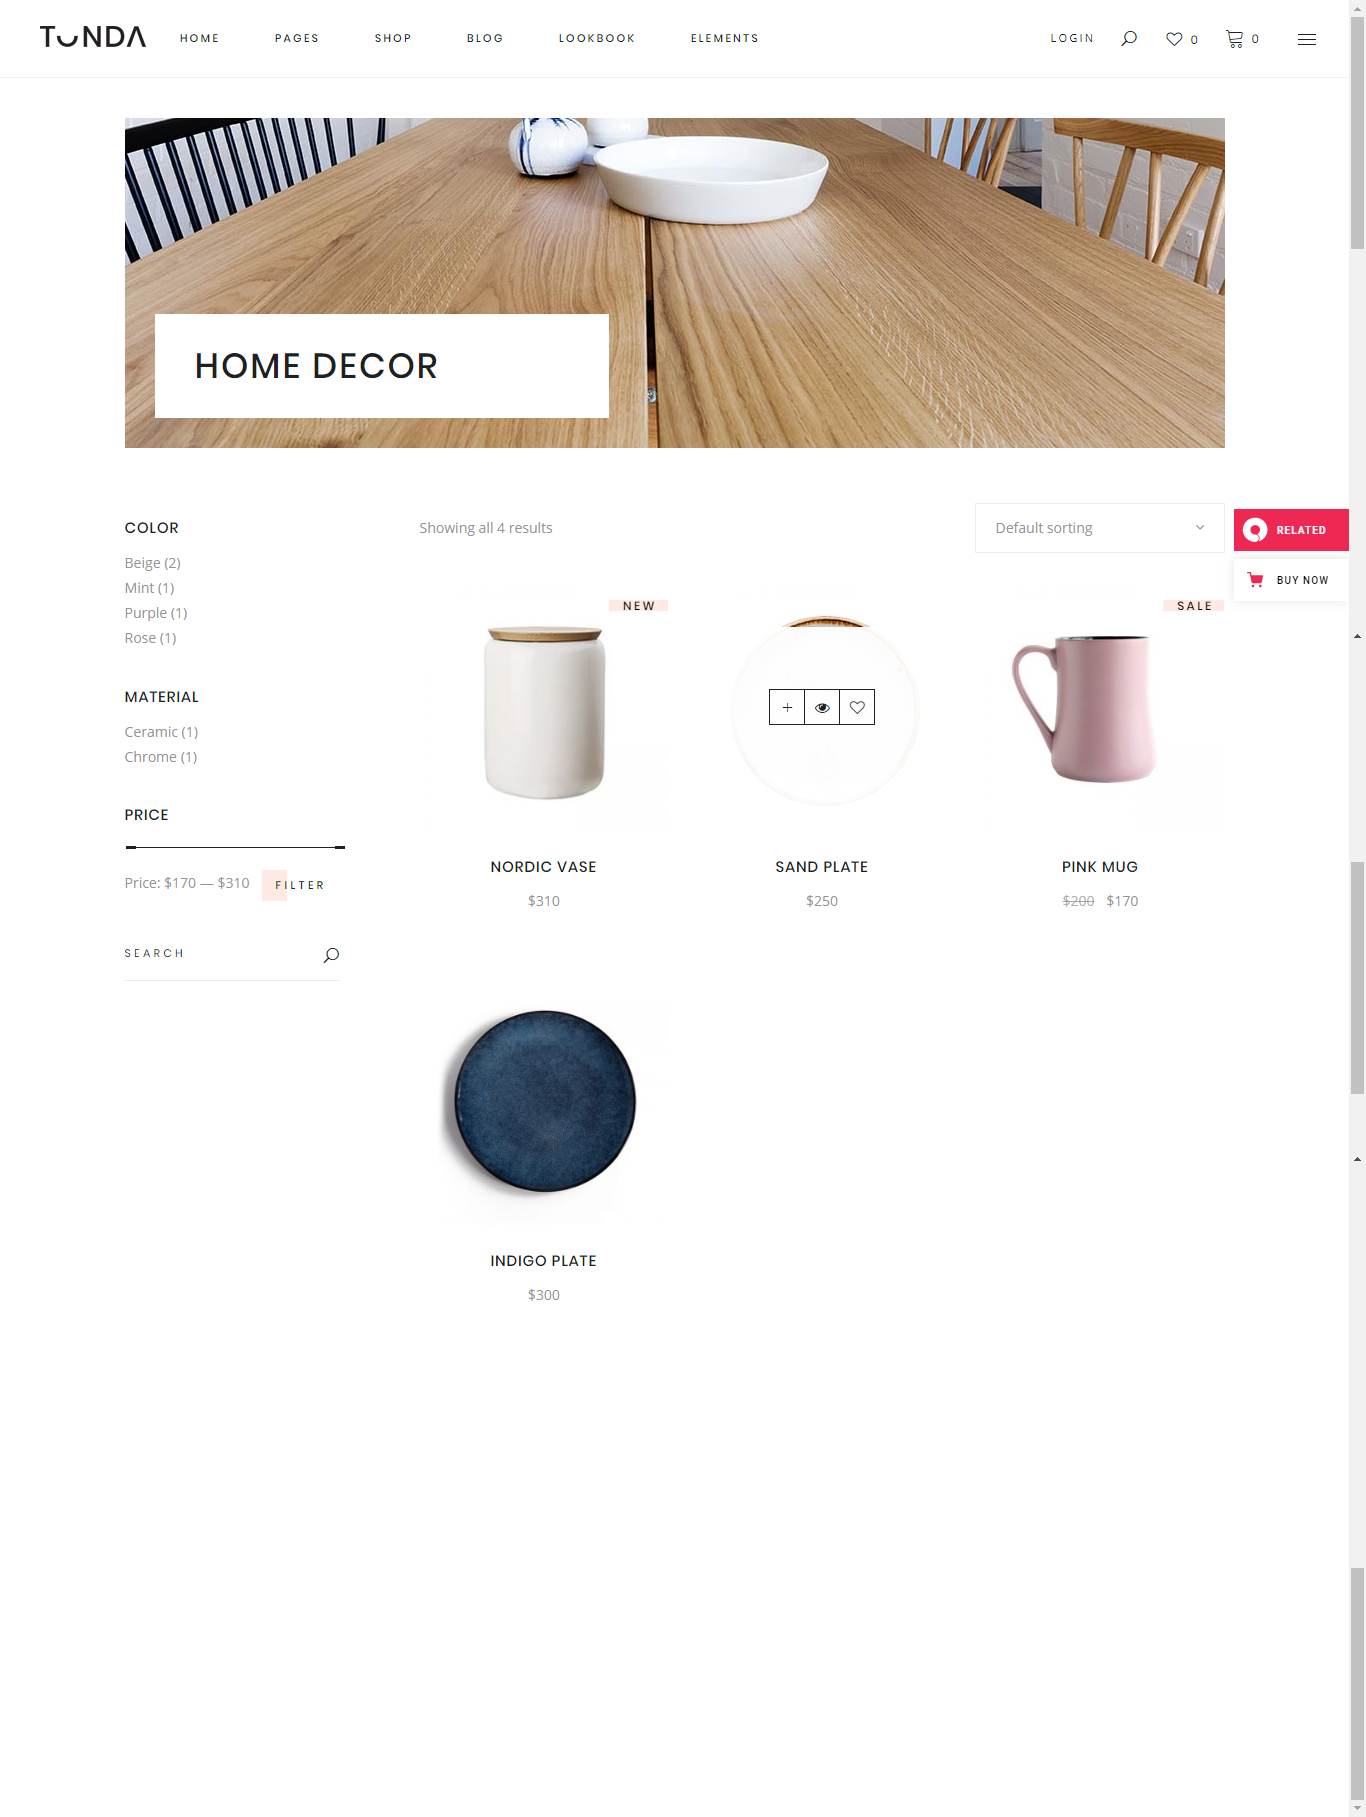 TUNDA HOME PAGES SHOP BLOG LOOKBOOK ELEMENTS LOGIN 0 0
HOME DECOR
COLOR
Beige (2)
Mint (1)
Purple (1)
Rose (1)
MATERIAL
Ceramic (1)
Chrome (1)
PRICE
Price: $170 — $310 FILTER
SEARCH
Showing all 4 results
Default sorting
RELATED
BUY NOW
NEW
SALE
NORDIC VASE
$310
SAND PLATE
$250
PINK MUG
$200 $170
INDIGO PLATE
$300